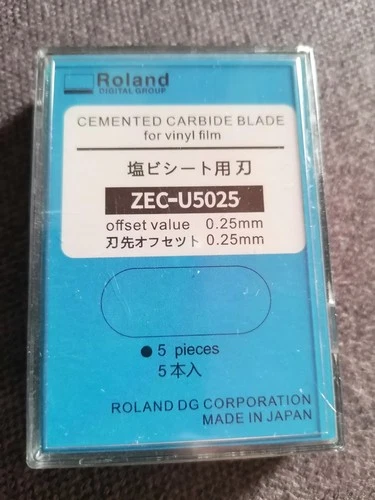 Roland
DIGITAL GROUP
CEMENTED CARBIDE BLADE
for vinyl film
塩ビシート用刃
ZEC-U5025
offset value 0.25mm
刃先オフセット 0.25mm
● 5 pieces
5本入
ROLAND DG CORPORATION
MADE IN JAPAN